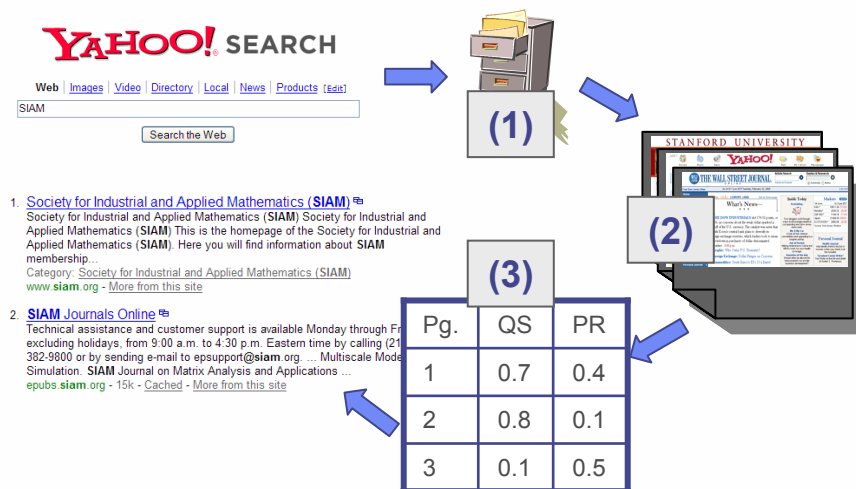 YAHOO! SEARCH
Web | Images | Video | Directory | Local | News | Products [Edit]
SIAM
Search the Web
(1)
STANFORD UNIVERSITY
YAHOO!
THE WALL STREET JOURNAL
What's News
(2)
1. Society for Industrial and Applied Mathematics (SIAM)
Society for Industrial and Applied Mathematics (SIAM) Society for Industrial and
Applied Mathematics (SIAM) This is the homepage of the Society for Industrial and
Applied Mathematics (SIAM). Here you will find information about SIAM
membership...
Category: Society for Industrial and Applied Mathematics (SIAM)
www.siam.org - More from this site
2. SIAM Journals Online
Technical assistance and customer support is available Monday through Fr
excluding holidays, from 9:00 a.m. to 4:30 p.m. Eastern time by calling (21
382-9800 or by sending e-mail to epsupport@siam.org. ... Multiscale Mode
Simulation. SIAM Journal on Matrix Analysis and Applications ...
epubs.siam.org - 15k - Cached - More from this site
(3)
Pg. QS PR
1 0.7 0.4
2 0.8 0.1
3 0.1 0.5